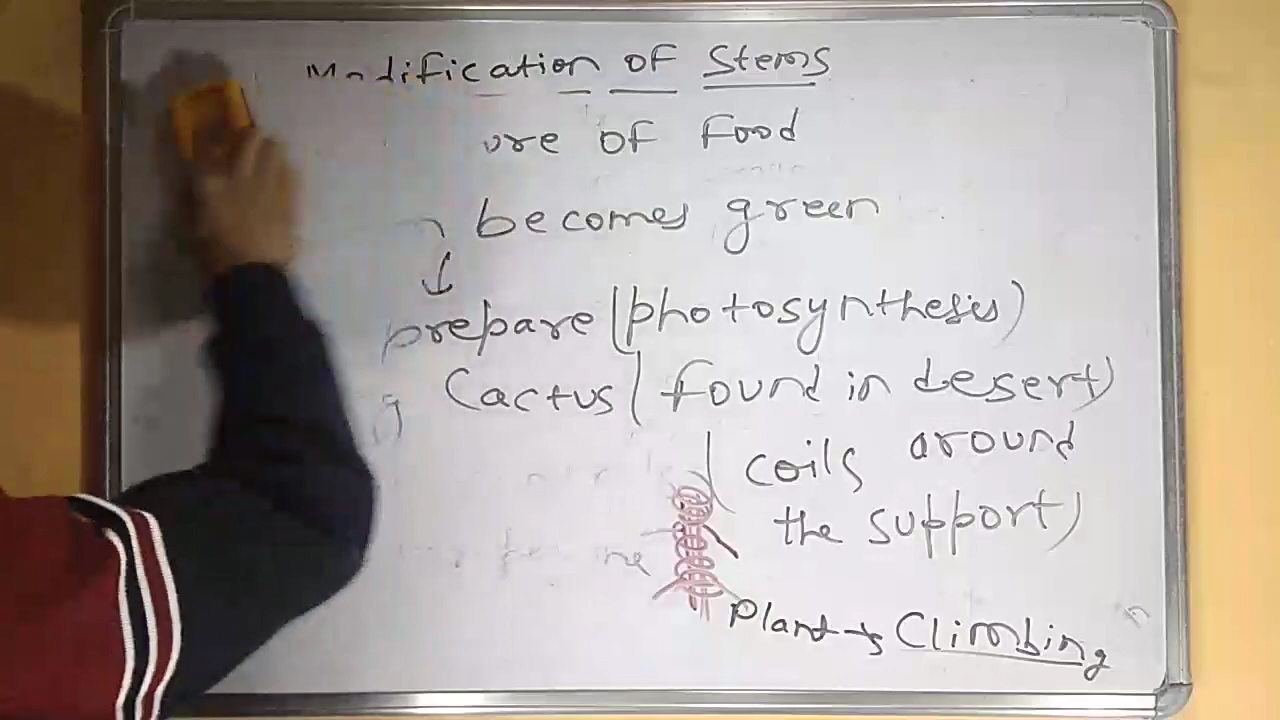 Modification of Stems
ore of food
becomes green
prepare (photosynthesis)
Cactus ( found in desert)
coils around
the support)
Plant → Climbing